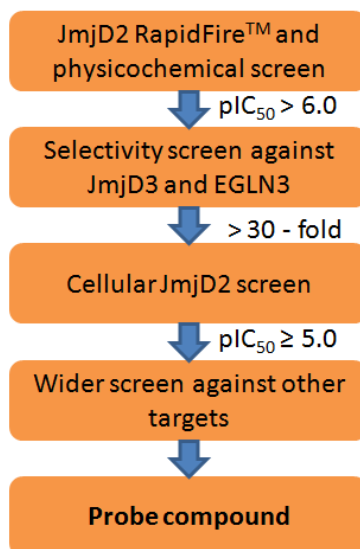 JmjD2 RapidFire™ and
physicochemical screen
pIC₅₀ > 6.0
Selectivity screen against
JmjD3 and EGLN3
> 30 - fold
Cellular JmjD2 screen
pIC₅₀ ≥ 5.0
Wider screen against other
targets
Probe compound